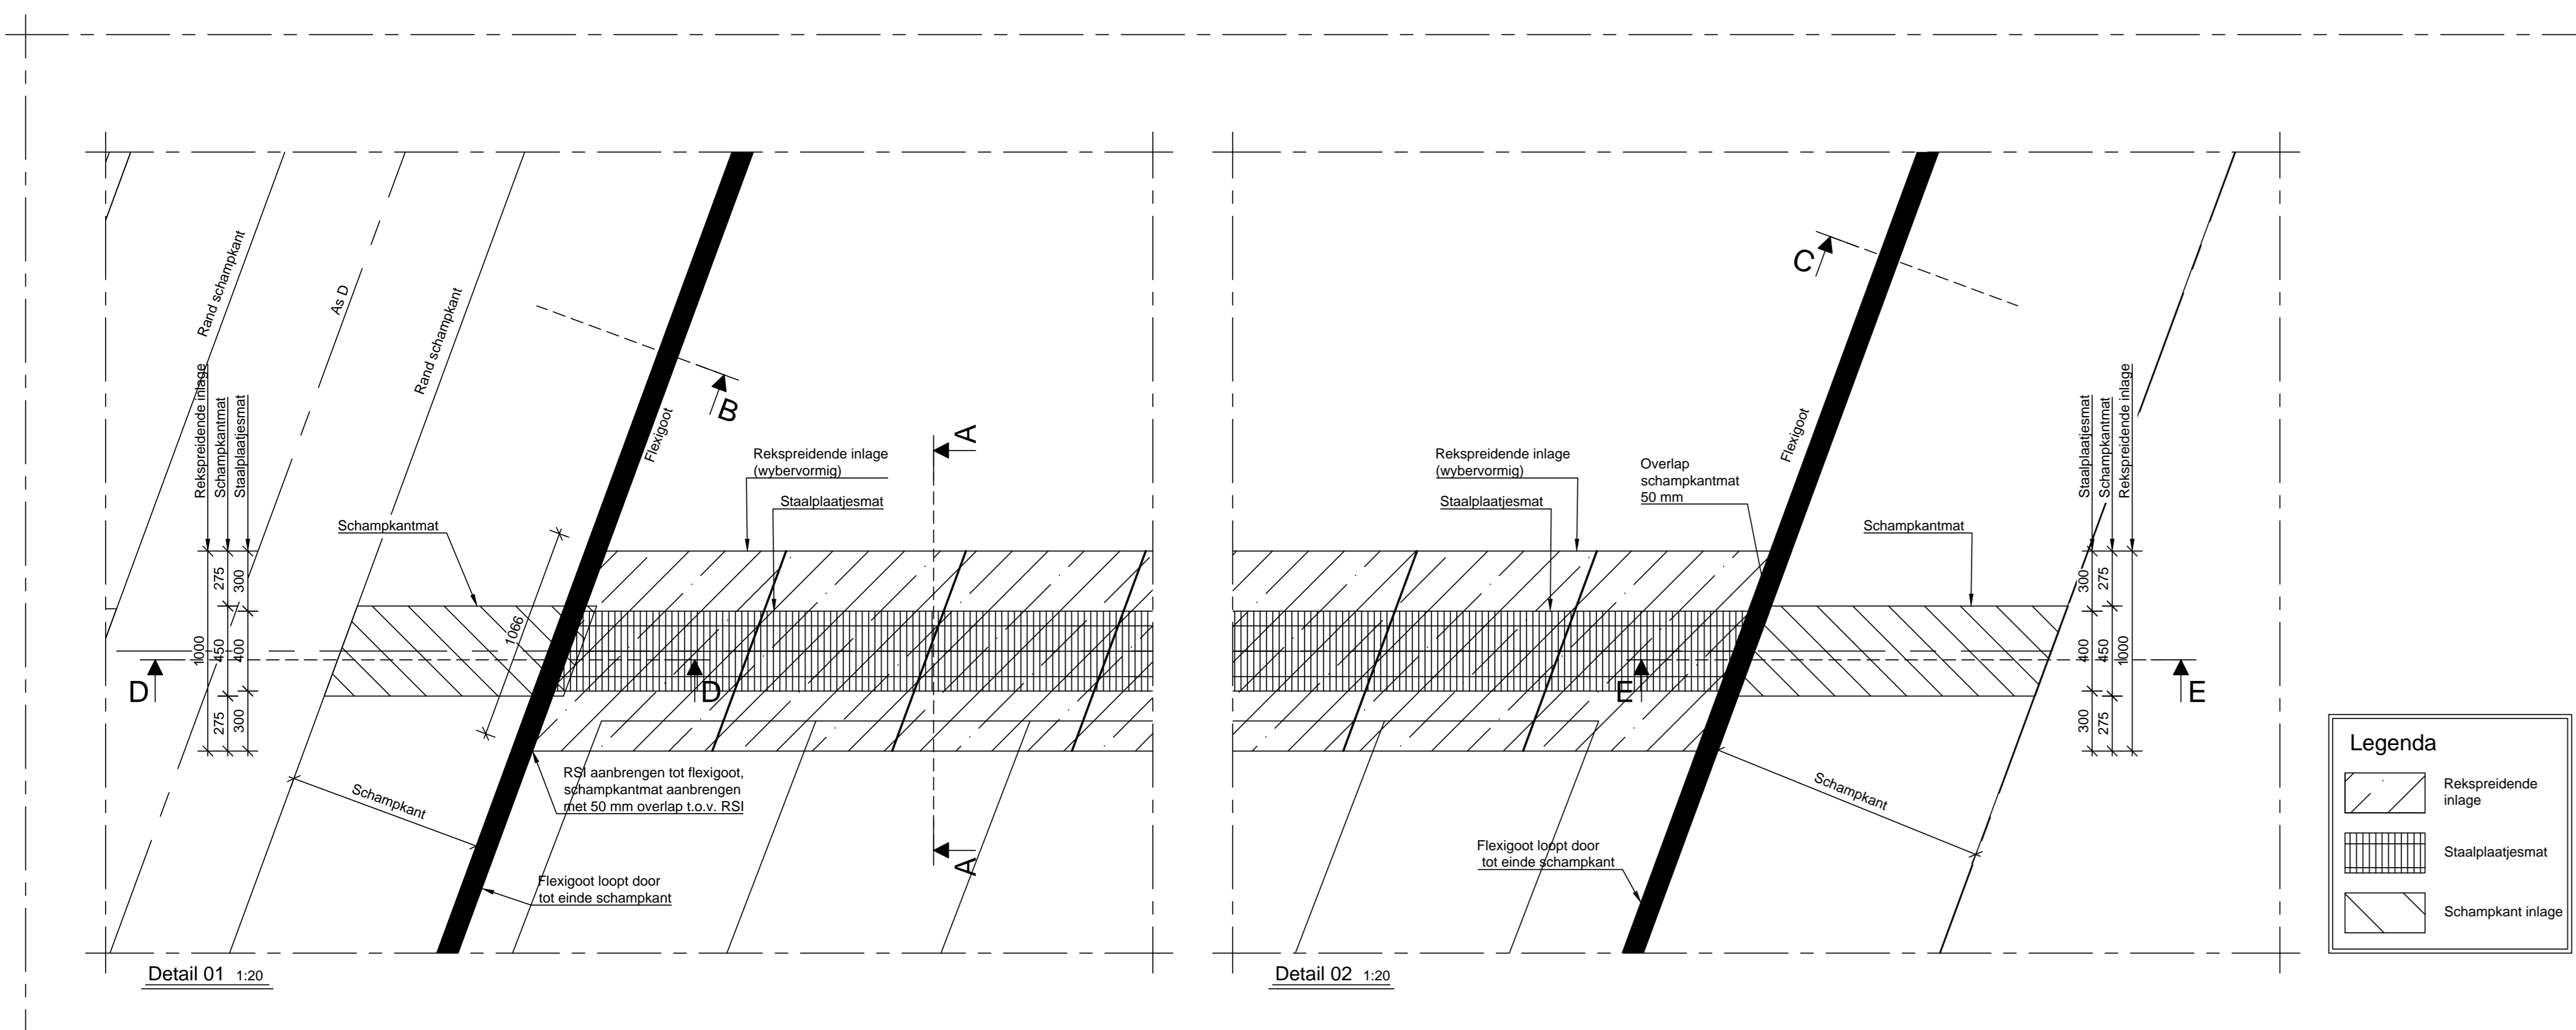 Rand schampkant
As D
Rand schampkant
Flexigoot
B
A
Rekspreidende inlage
Schampkantmat
Staalplaatjesmat
Rekspreidende inlage
(wybervormig)
Staalplaatjesmat
Schampkantmat
275
300
1066
1000
450
400
D
D
275
300
RSI aanbrengen tot flexigoot,
schampkantmat aanbrengen
met 50 mm overlap t.o.v. RSI
Schampkant
A
Flexigoot loopt door
tot einde schampkant
Detail 01 1:20
C
Flexigoot
Rekspreidende inlage
(wybervormig)
Staalplaatjesmat
Overlap
schampkantmat
50 mm
Schampkantmat
Staalplaatjesmat
Schampkantmat
Rekspreidende inlage
300
275
400
450
1000
E
E
300
275
Schampkant
Flexigoot loopt door
tot einde schampkant
Detail 02 1:20
Legenda
Rekspreidende
inlage
Staalplaatjesmat
Schampkant inlage